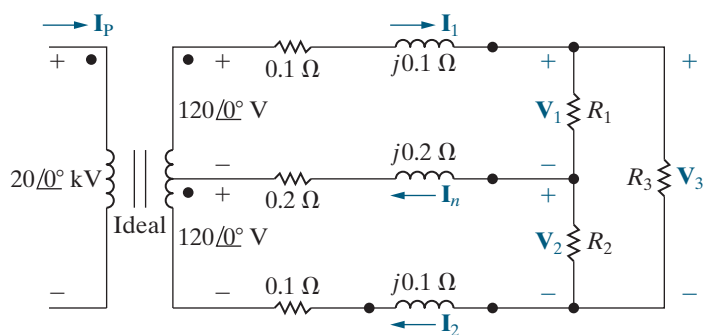 I_P
I_1
+
+
0.1 Ω
j0.1 Ω
+
+
120/0° V
V_1
R_1
j0.2 Ω
20/0° kV
−
−
R_3
V_3
+
0.2 Ω
I_n
+
Ideal
120/0° V
V_2
R_2
0.1 Ω
j0.1 Ω
−
−
−
−
I_2